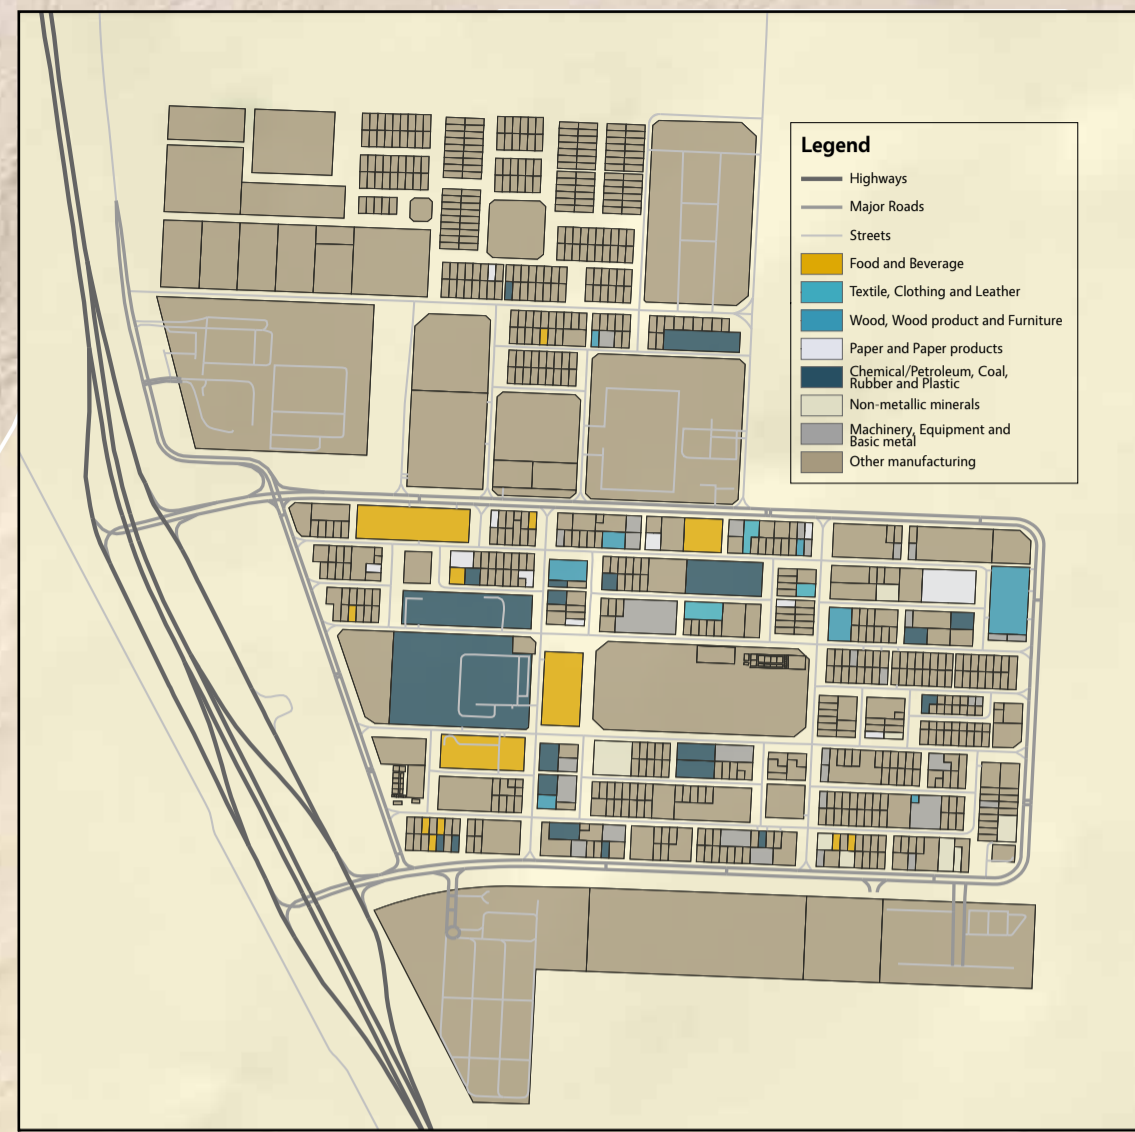 Legend
Highways
Major Roads
Streets
Food and Beverage
Textile, Clothing and Leather
Wood, Wood product and Furniture
Paper and Paper products
Chemical/Petroleum, Coal,
Rubber and Plastic
Non-metallic minerals
Machinery, Equipment and
Basic metal
Other manufacturing